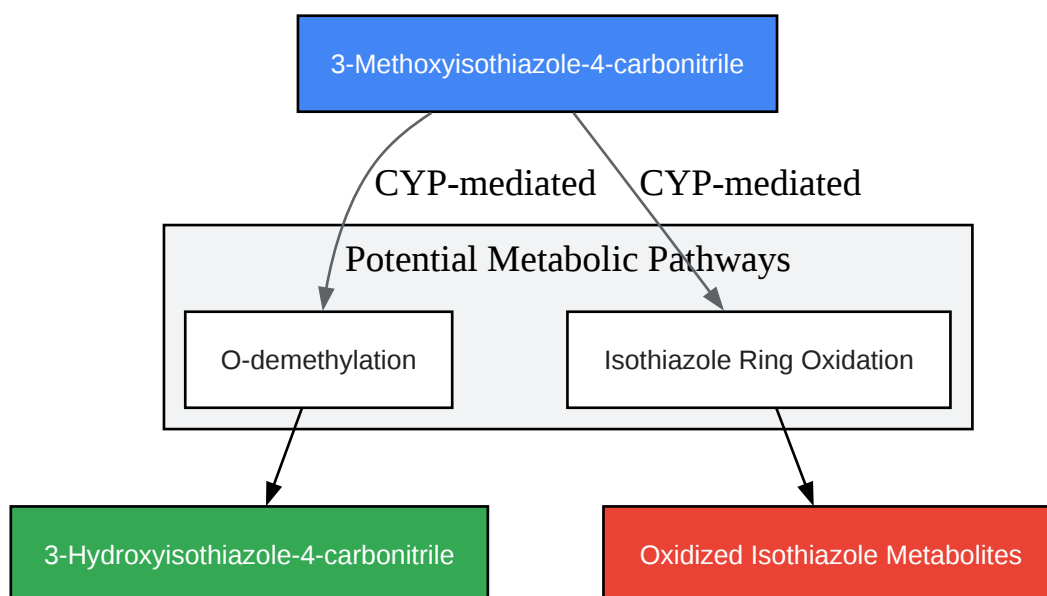 3-Methoxyisothiazole-4-carbonitrile
CYP-mediated
CYP-mediated
Potential Metabolic Pathways
O-demethylation
Isothiazole Ring Oxidation
3-Hydroxyisothiazole-4-carbonitrile
Oxidized Isothiazole Metabolites